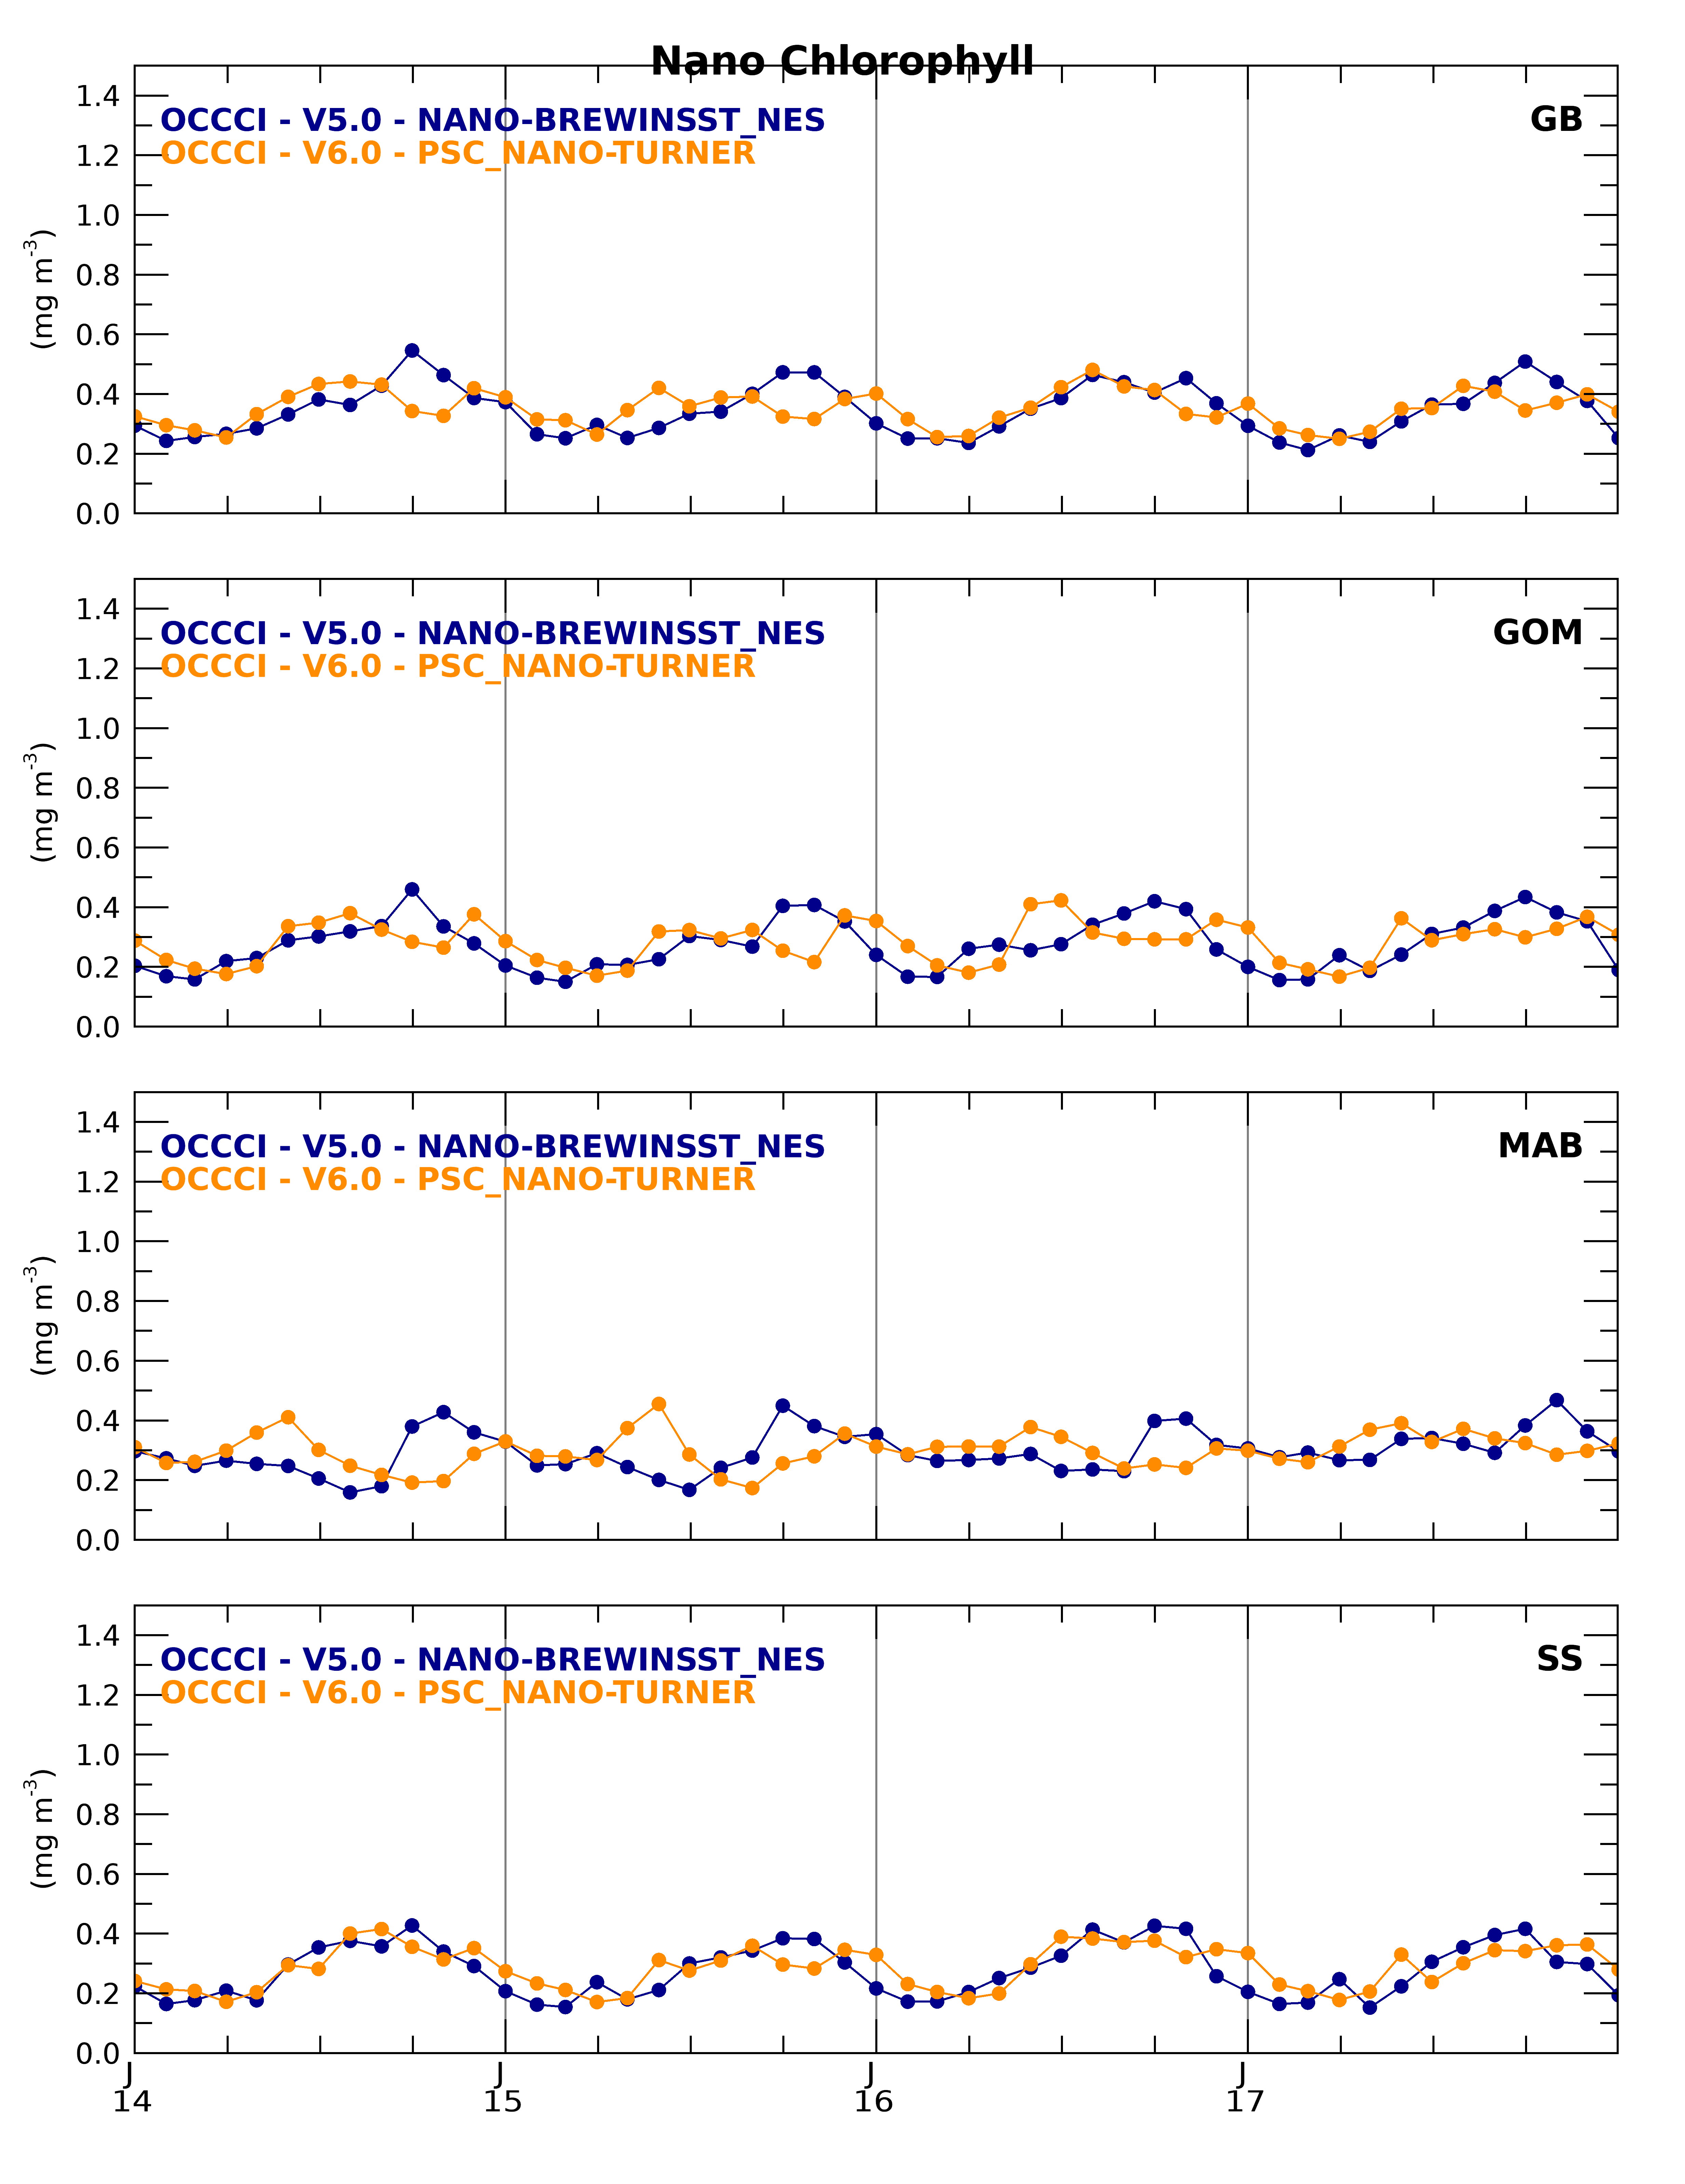 Nano Chlorophyll
1.4
1.2
1.0
0.8
0.6
0.4
0.2
0.0
(mg m-3)
OCCCI - V5.0 - NANO-BREWINSST_NES
OCCCI - V6.0 - PSC_NANO-TURNER
GB
1.4
1.2
1.0
0.8
0.6
0.4
0.2
0.0
(mg m-3)
OCCCI - V5.0 - NANO-BREWINSST_NES
OCCCI - V6.0 - PSC_NANO-TURNER
GOM
1.4
1.2
1.0
0.8
0.6
0.4
0.2
0.0
(mg m-3)
OCCCI - V5.0 - NANO-BREWINSST_NES
OCCCI - V6.0 - PSC_NANO-TURNER
MAB
1.4
1.2
1.0
0.8
0.6
0.4
0.2
0.0
(mg m-3)
OCCCI - V5.0 - NANO-BREWINSST_NES
OCCCI - V6.0 - PSC_NANO-TURNER
SS
J J J J
14 15 16 17